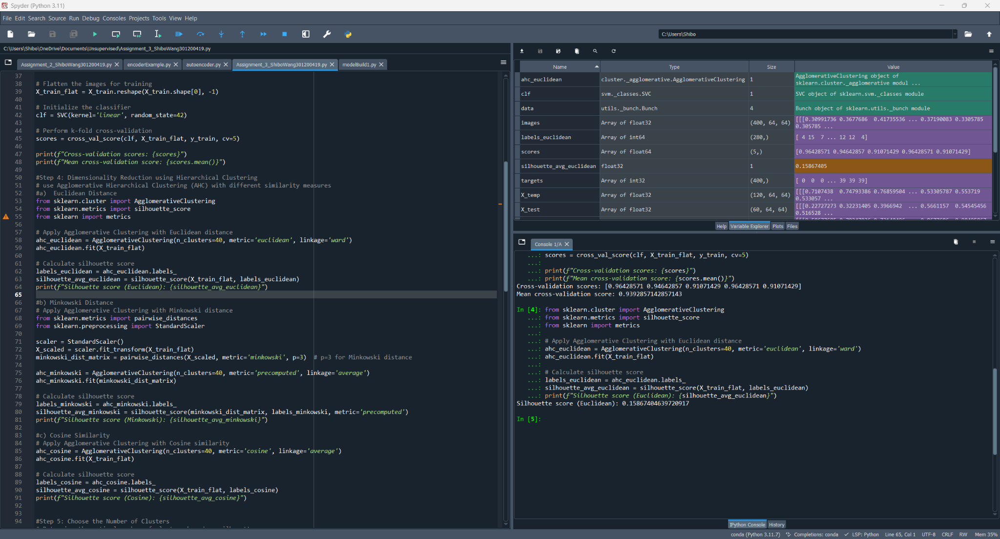 Spyder (Python 3.11)
File Edit Search Source Run Debug Consoles Projects Tools View Help
C:\Users\Shibo
C:\Users\Shibo\OneDrive\Documents\Unsupervised\Assignment_3_ShiboWang301200419.py
Assignment_2_ShiboWang301200419.py encoderExample.py autoencoder.py Assignment_3_ShiboWang301200419.py modelBuild1.py
37
38 # Flatten the images for training
39 X_train_flat = X_train.reshape(X_train.shape[0], -1)
40
41 # Initialize the classifier
42 clf = SVC(kernel='linear', random_state=42)
43
44 # Perform k-fold cross-validation
45 scores = cross_val_score(clf, X_train_flat, y_train, cv=5)
46
47 print(f"Cross-validation scores: {scores}")
48 print(f"Mean cross-validation score: {scores.mean()}")
49
50 #Step 4: Dimensionality Reduction using Hierarchical Clustering
51 # use Agglomerative Hierarchical Clustering (AHC) with different similarity measures
52 #a)  Euclidean Distance
53 from sklearn.cluster import AgglomerativeClustering
54 from sklearn.metrics import silhouette_score
55 from sklearn import metrics
56
57 # Apply Agglomerative Clustering with Euclidean distance
58 ahc_euclidean = AgglomerativeClustering(n_clusters=40, metric='euclidean', linkage='ward')
59 ahc_euclidean.fit(X_train_flat)
60
61 # Calculate silhouette score
62 labels_euclidean = ahc_euclidean.labels_
63 silhouette_avg_euclidean = silhouette_score(X_train_flat, labels_euclidean)
64 print(f"Silhouette score (Euclidean): {silhouette_avg_euclidean}")
65
66 #b) Minkowski Distance
67 # Apply Agglomerative Clustering with Minkowski distance
68 from sklearn.metrics import pairwise_distances
69 from sklearn.preprocessing import StandardScaler
70
71 scaler = StandardScaler()
72 X_scaled = scaler.fit_transform(X_train_flat)
73 minkowski_dist_matrix = pairwise_distances(X_scaled, metric='minkowski', p=3)  # p=3 for Minkowski distance
74
75 ahc_minkowski = AgglomerativeClustering(n_clusters=40, metric='precomputed', linkage='average')
76 ahc_minkowski.fit(minkowski_dist_matrix)
77
78 # Calculate silhouette score
79 labels_minkowski = ahc_minkowski.labels_
80 silhouette_avg_minkowski = silhouette_score(minkowski_dist_matrix, labels_minkowski, metric='precomputed')
81 print(f"Silhouette score (Minkowski): {silhouette_avg_minkowski}")
82
83 #c) Cosine Similarity
84 # Apply Agglomerative Clustering with Cosine similarity
85 ahc_cosine = AgglomerativeClustering(n_clusters=40, metric='cosine', linkage='average')
86 ahc_cosine.fit(X_train_flat)
87
88 # Calculate silhouette score
89 labels_cosine = ahc_cosine.labels_
90 silhouette_avg_cosine = silhouette_score(X_train_flat, labels_cosine)
91 print(f"Silhouette score (Cosine): {silhouette_avg_cosine}")
92
93
94 #Step 5: Choose the Number of Clusters
Name Type Size Value
ahc_euclidean cluster._agglomerative.AgglomerativeClustering 1 AgglomerativeClustering object of
sklearn.cluster._agglomerative modul ...
clf svm._classes.SVC 1 SVC object of sklearn.svm._classes module
data utils._bunch.Bunch 4 Bunch object of sklearn.utils._bunch module
images Array of float32 (400, 64, 64) [[[0.30991736 0.3677686  0.41735536 ... 0.37190083 0.3305785
0.305785 ...
labels_euclidean Array of int64 (280,) [ 4 15  7 ... 12 12  4]
scores Array of float64 (5,) [0.96428571 0.94642857 0.91071429 0.96428571 0.91071429]
silhouette_avg_euclidean float32 1 0.15867405
targets Array of int32 (400,) [ 0  0  0 ... 39 39 39]
X_temp Array of float32 (120, 64, 64) [[[0.7107438  0.74793386 0.76859504 ... 0.53305787 0.553719
0.533057 ...
X_test Array of float32 (60, 64, 64) [[[0.22727273 0.32231405 0.3966942  ... 0.5661157  0.54545456
0.516528 ...
Help Variable Explorer Plots Files
Console 1/A
...: scores = cross_val_score(clf, X_train_flat, y_train, cv=5)
...:
...: print(f"Cross-validation scores: {scores}")
...: print(f"Mean cross-validation score: {scores.mean()}")
Cross-validation scores: [0.96428571 0.94642857 0.91071429 0.96428571 0.91071429]
Mean cross-validation score: 0.9392857142857143
In [4]: from sklearn.cluster import AgglomerativeClustering
...: from sklearn.metrics import silhouette_score
...: from sklearn import metrics
...:
...: # Apply Agglomerative Clustering with Euclidean distance
...: ahc_euclidean = AgglomerativeClustering(n_clusters=40, metric='euclidean', linkage='ward')
...: ahc_euclidean.fit(X_train_flat)
...:
...: # Calculate silhouette score
...: labels_euclidean = ahc_euclidean.labels_
...: silhouette_avg_euclidean = silhouette_score(X_train_flat, labels_euclidean)
...: print(f"Silhouette score (Euclidean): {silhouette_avg_euclidean}")
Silhouette score (Euclidean): 0.15867404639720917
In [5]:
IPython Console History
conda (Python 3.11.7) Completions: conda LSP: Python Line 65, Col 1 UTF-8 CRLF RW Mem 35%